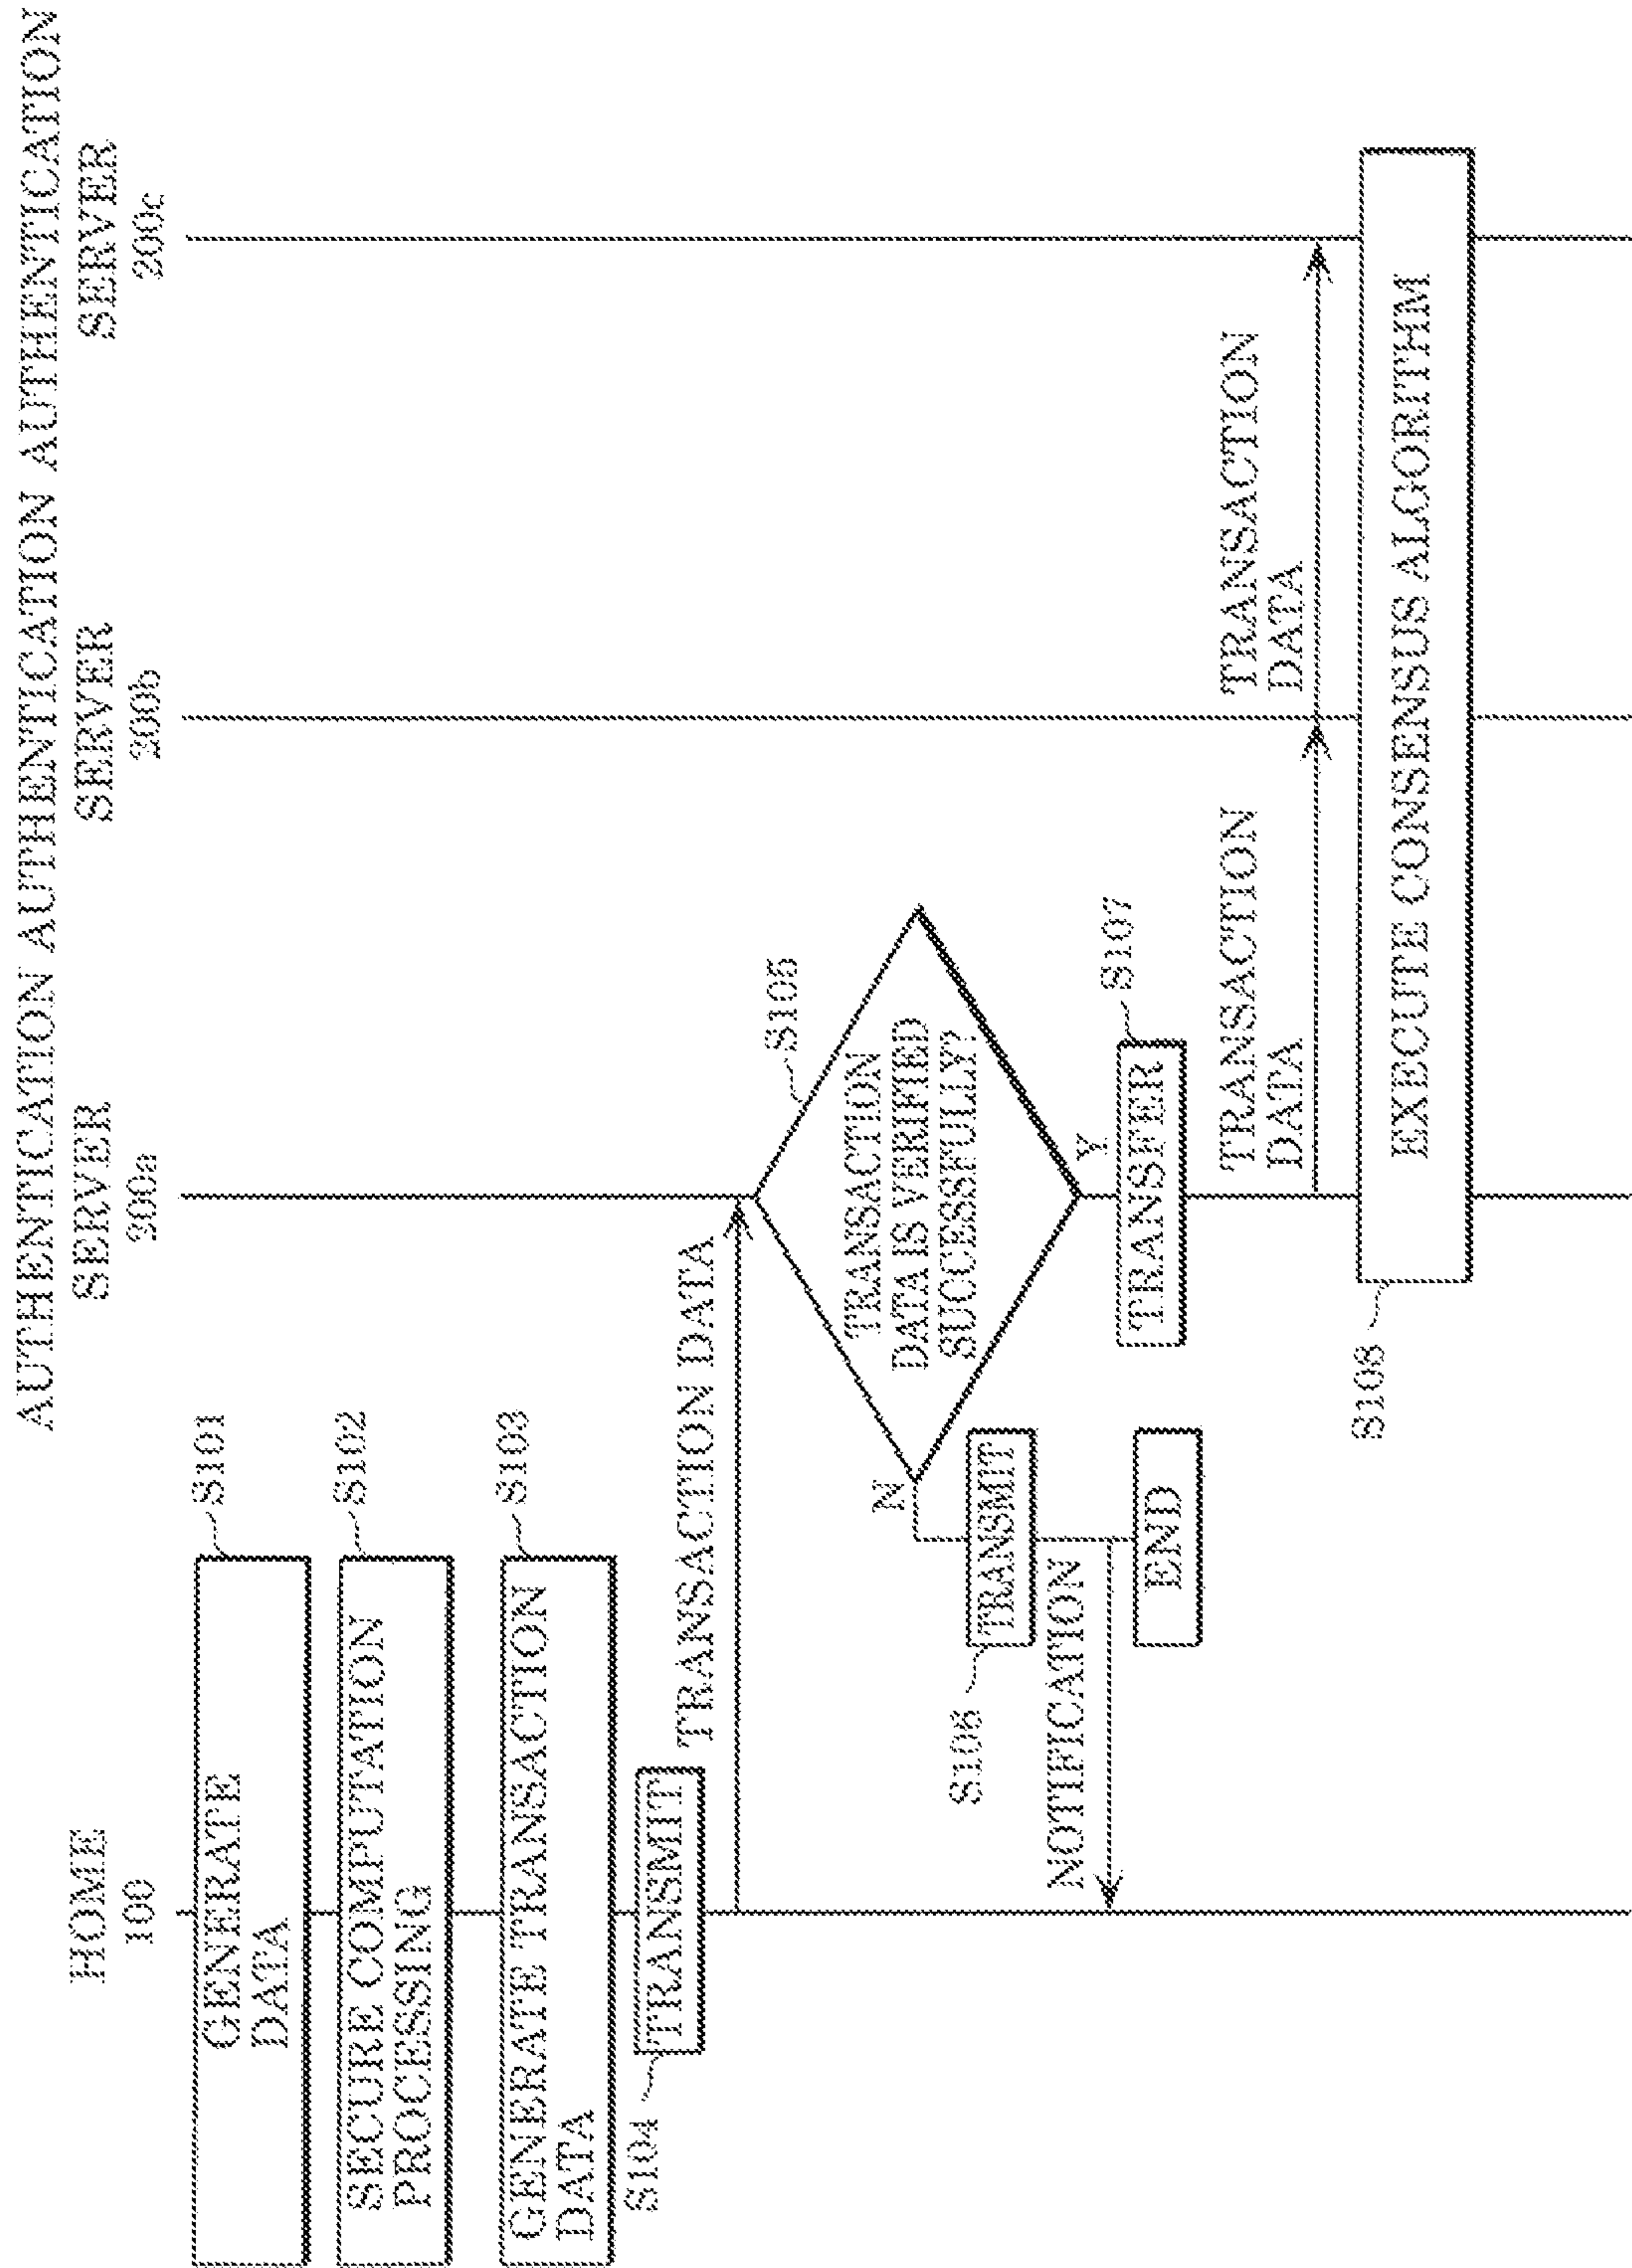 AUTHENTICATION AUTHENTICATION AUTHENTICATION
HOME
SERVER
SERVER
SERVER
100
200a
200b
200c
GENERATE
DATA
S101
SECURE COMPUTATION
PROCESSING
S102
GENERATE TRANSACTION
DATA
S103
S104
TRANSMIT
TRANSACTION DATA
S105
TRANSACTION
DATA IS VERIFIED
SUCCESSFULLY?
N
Y
S106
TRANSMIT
NOTIFICATION
END
TRANSFER
S107
TRANSACTION
DATA
TRANSACTION
DATA
S108
EXECUTE CONSENSUS ALGORITHM